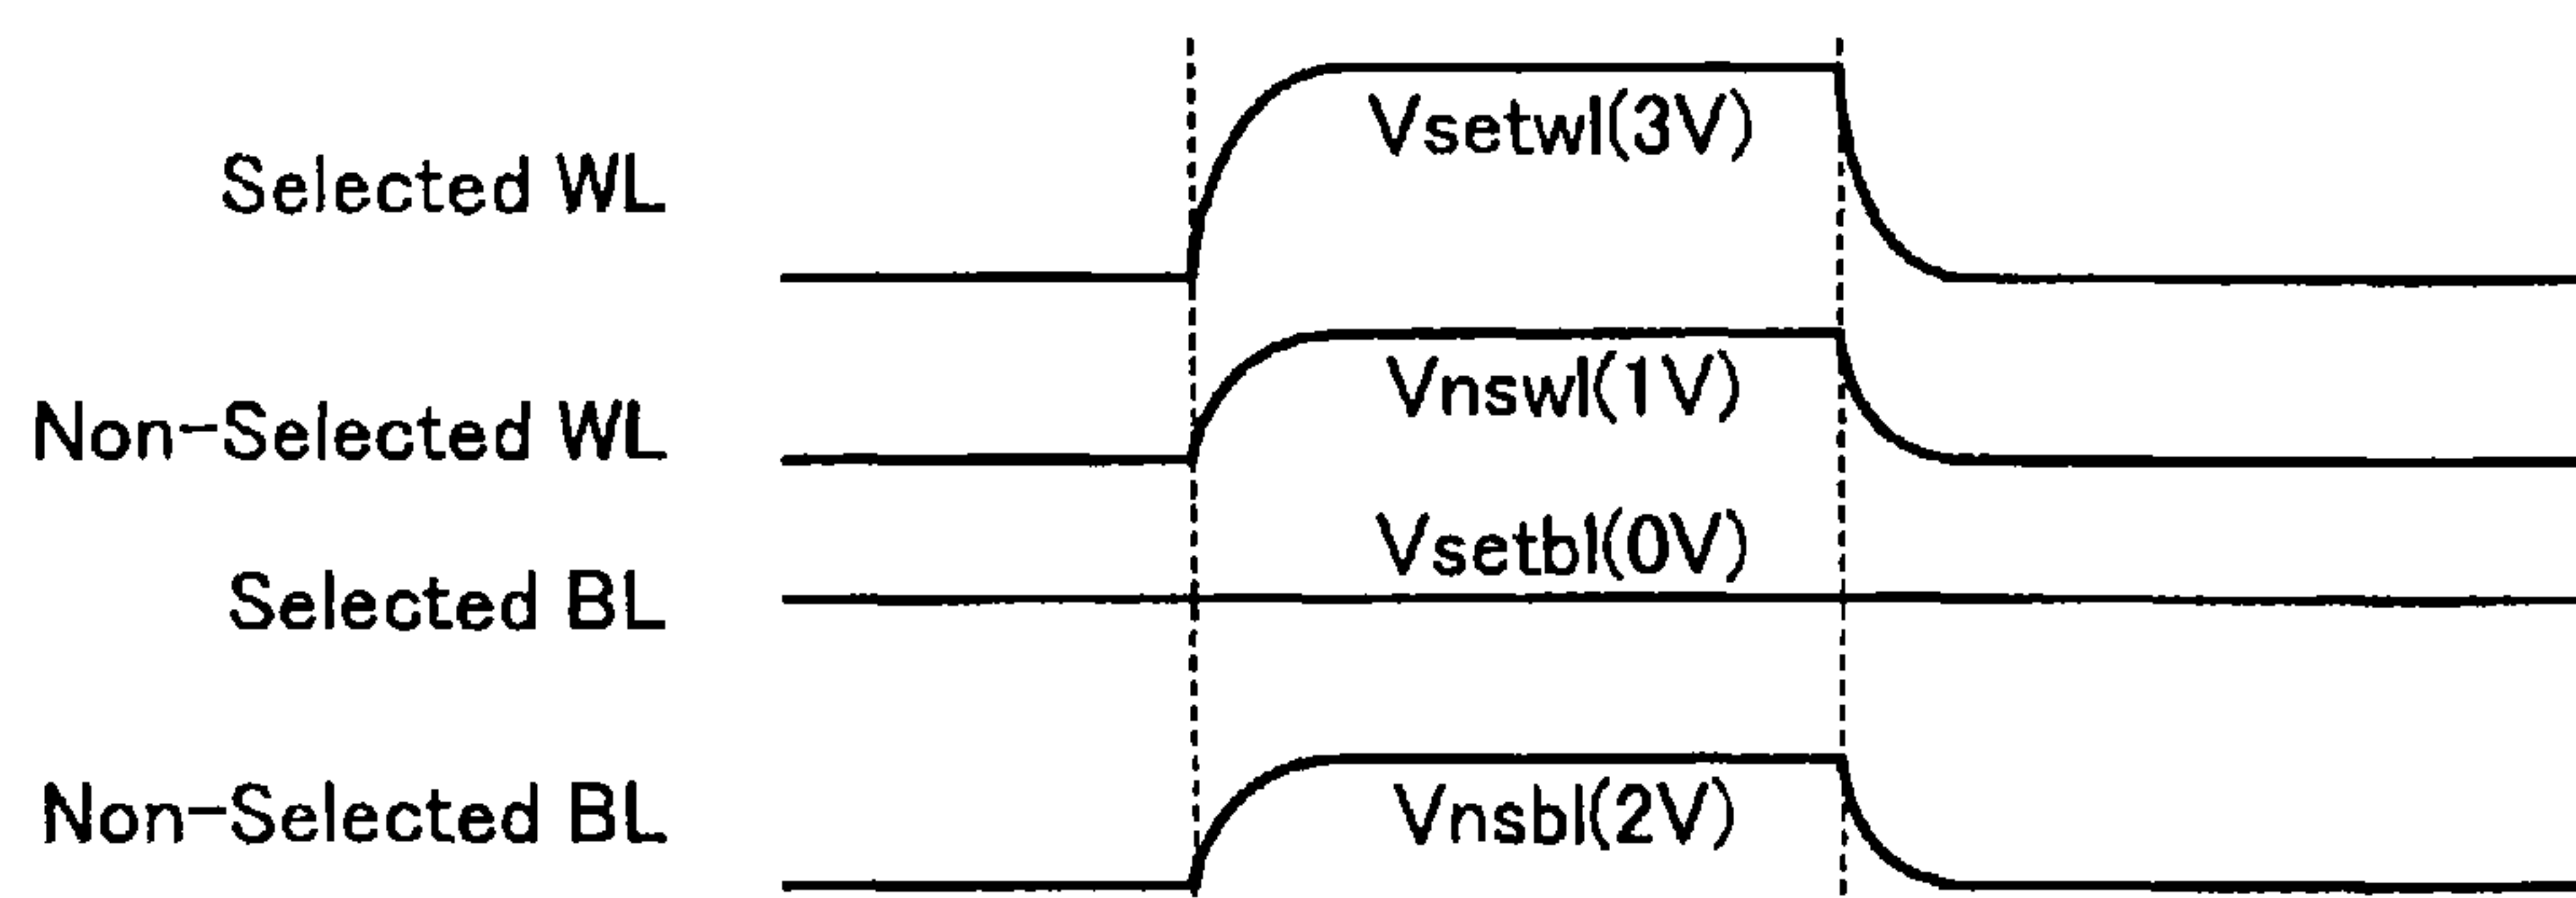 Vsetwl(3V)
Selected WL
Vnswl(1V)
Non-Selected WL
Vsetbl(0V)
Selected BL
Non-Selected BL
Vnsbl(2V)